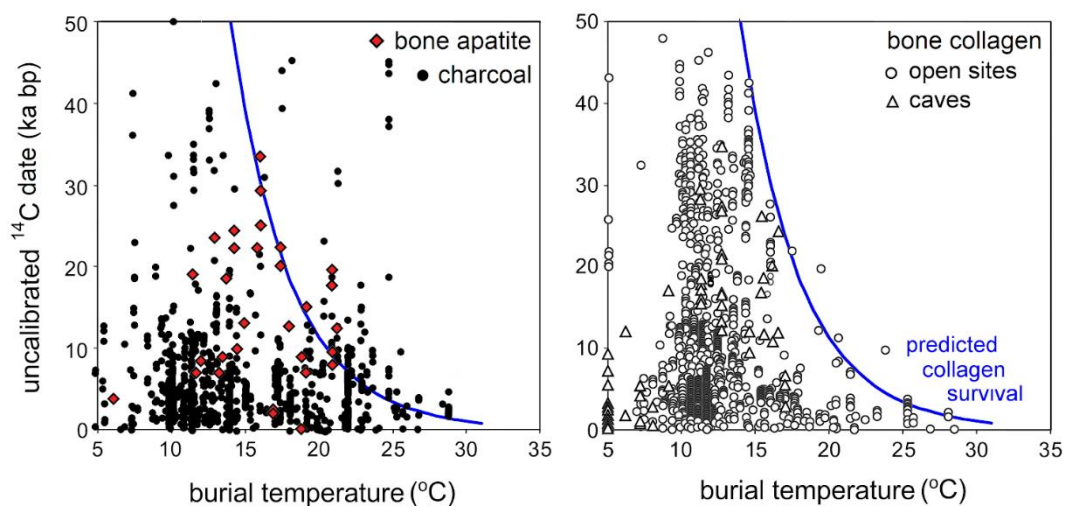 uncalibrated ¹⁴C date (ka bp)
50
40
30
20
10
0
bone apatite
charcoal
5
10
15
20
25
30
35
burial temperature (°C)
50
40
30
20
10
0
bone collagen
open sites
caves
predicted
collagen
survival
5
10
15
20
25
30
35
burial temperature (°C)